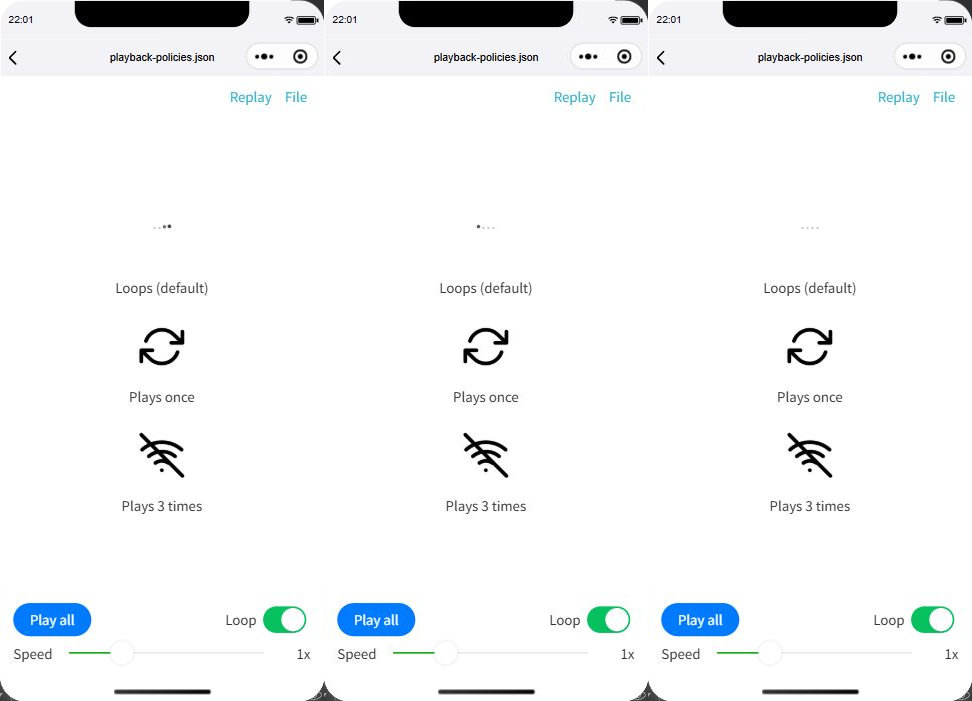 22:01
playback-policies.json
Replay File
Loops (default)
Plays once
Plays 3 times
Play all
Loop
Speed
1x
22:01
playback-policies.json
Replay File
Loops (default)
Plays once
Plays 3 times
Play all
Loop
Speed
1x
22:01
playback-policies.json
Replay File
Loops (default)
Plays once
Plays 3 times
Play all
Loop
Speed
1x